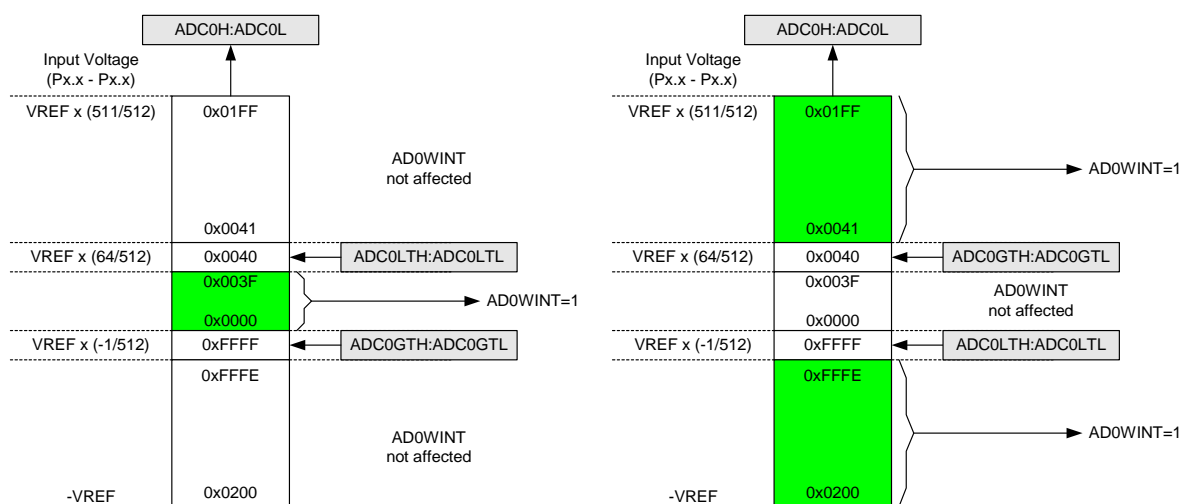 ADC0H:ADC0L
Input Voltage
(Px.x - Px.x)
VREF x (511/512)
0x01FF
AD0WINT
not affected
0x0041
VREF x (64/512)
0x0040
ADC0LTH:ADC0LTL
0x003F
AD0WINT=1
0x0000
VREF x (-1/512)
0xFFFF
ADC0GTH:ADC0GTL
0xFFFE
AD0WINT
not affected
-VREF
0x0200
ADC0H:ADC0L
Input Voltage
(Px.x - Px.x)
VREF x (511/512)
0x01FF
AD0WINT=1
0x0041
VREF x (64/512)
0x0040
ADC0GTH:ADC0GTL
0x003F
AD0WINT
not affected
0x0000
VREF x (-1/512)
0xFFFF
ADC0LTH:ADC0LTL
0xFFFE
AD0WINT=1
-VREF
0x0200